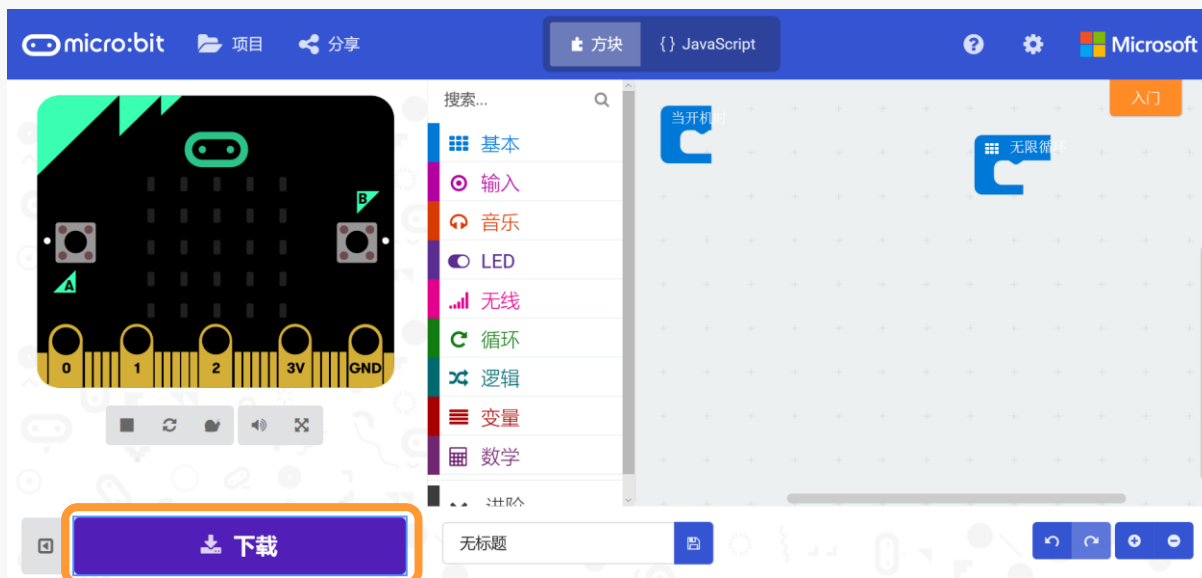 micro:bit 项目 分享 方块 {} JavaScript Microsoft
搜索...
入门
基本
输入
音乐
LED
无线
循环
逻辑
变量
数学
进阶
当开机时
无限循环
B
A
0 1 2 3V GND
下载
无标题